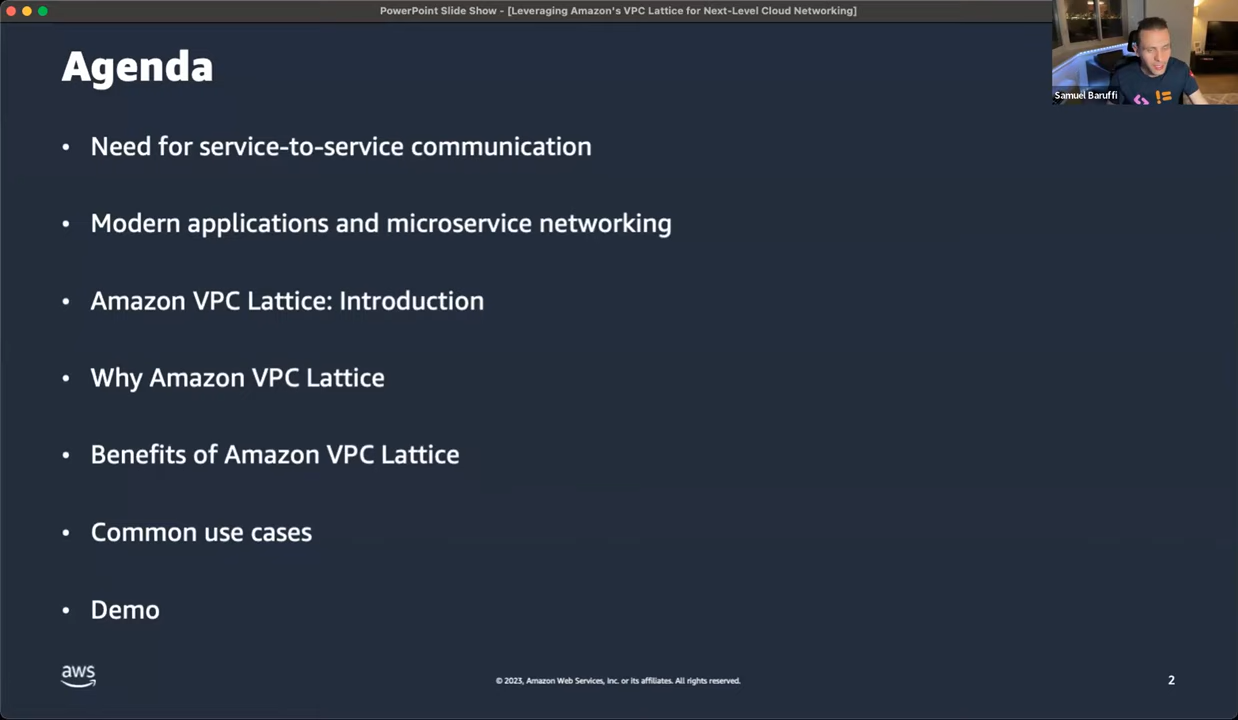 PowerPoint Slide Show - [Leveraging Amazon's VPC Lattice for Next-Level Cloud Networking]
Samuel Baruffi
Agenda
• Need for service-to-service communication
• Modern applications and microservice networking
• Amazon VPC Lattice: Introduction
• Why Amazon VPC Lattice
• Benefits of Amazon VPC Lattice
• Common use cases
• Demo
aws
© 2023, Amazon Web Services, Inc. or its affiliates. All rights reserved.
2